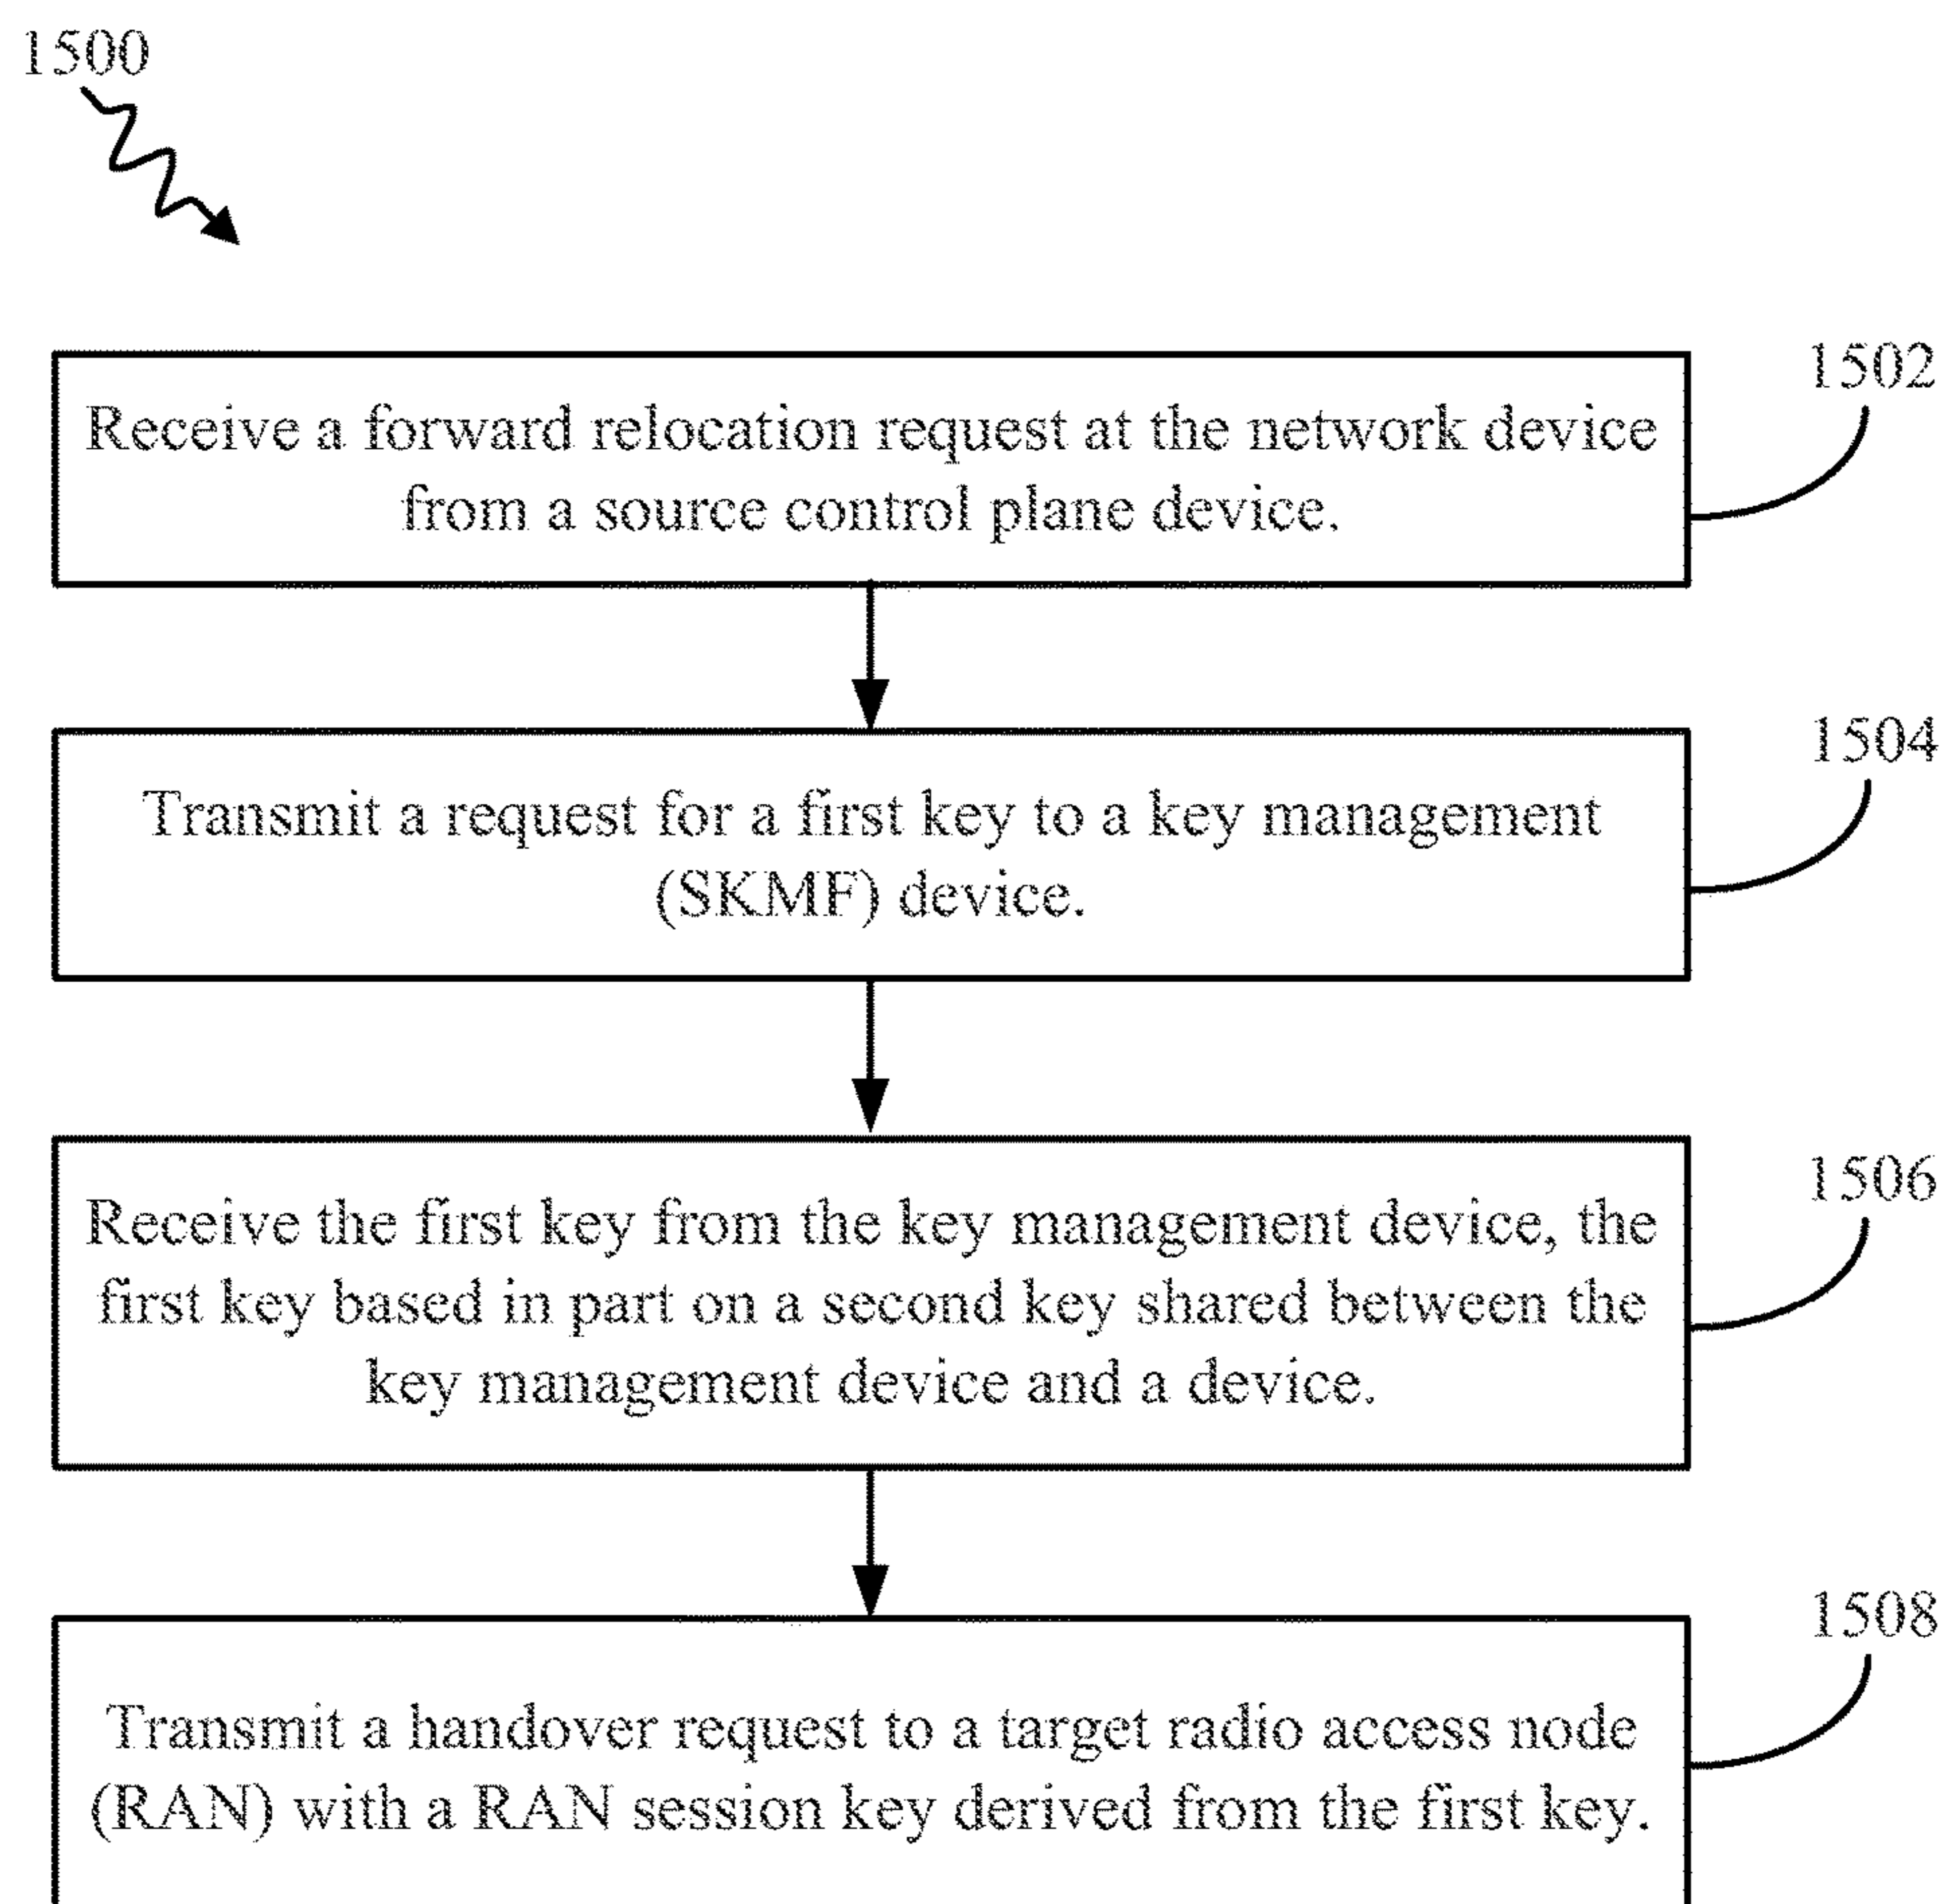 1500
1502
Receive a forward relocation request at the network device
from a source control plane device.
1504
Transmit a request for a first key to a key management
(SKMF) device.
1506
Receive the first key from the key management device, the
first key based in part on a second key shared between the
key management device and a device.
1508
Transmit a handover request to a target radio access node
(RAN) with a RAN session key derived from the first key.